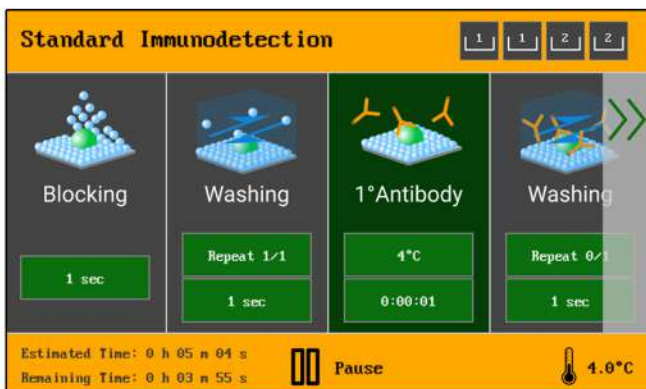 Standard Immunodetection
1 1 2 2
Blocking
Washing
1°Antibody
Washing
1 sec
Repeat 1/1
1 sec
4°C
0:00:01
Repeat 0/1
1 sec
Estimated Time: 0 h 05 m 04 s
Remaining Time: 0 h 03 m 55 s
Pause
4.0°C